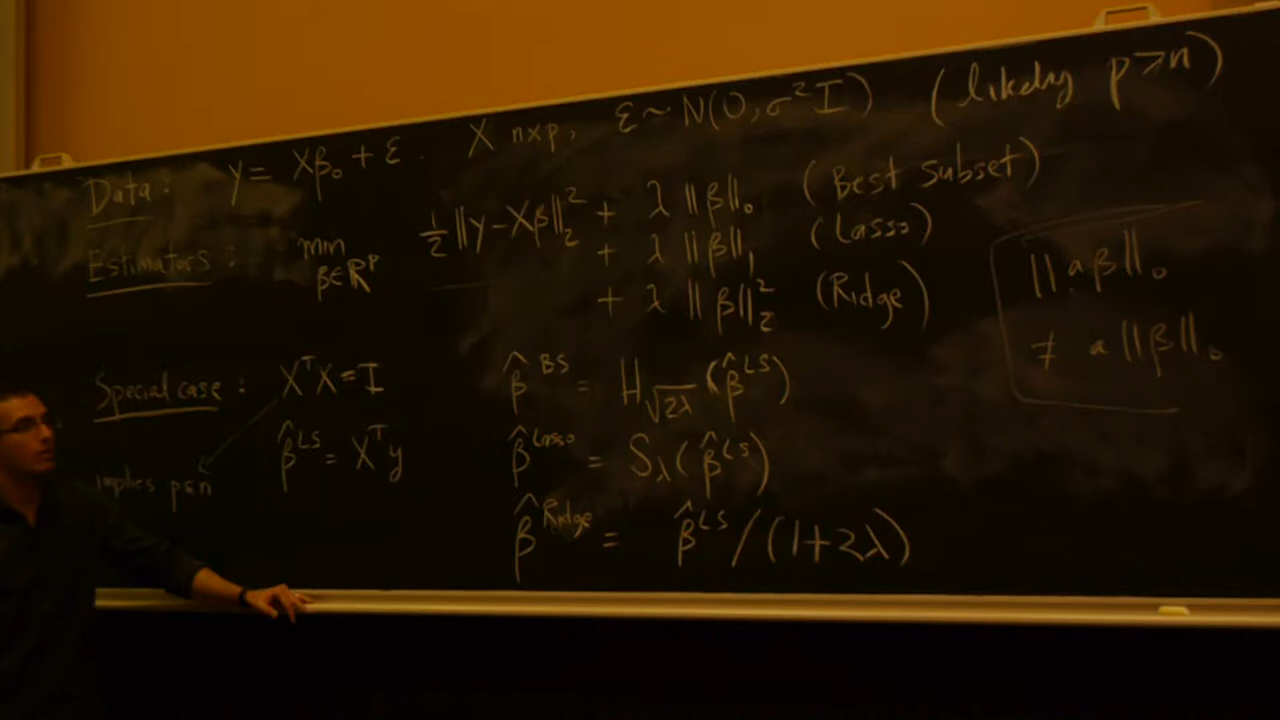 Data: y = Xβ₀ + ε. X n×p, ε ~ N(0, σ²I) (likely p > n)
Estimators: min β∈ℝᵖ ½‖y − Xβ‖₂² + λ‖β‖₀ (Best subset)
+ λ‖β‖₁ (Lasso)
+ λ‖β‖₂² (Ridge)
‖aβ‖₀
≠ a‖β‖₀
Special case: XᵀX = I
β̂ᴸˢ = Xᵀy
implies p≤n
β̂ᴮˢ = H_√2λ (β̂ᴸˢ)
β̂ᴸᵃˢˢᵒ = S_λ(β̂ᴸˢ)
β̂ᴿⁱᵈᵍᵉ = β̂ᴸˢ/(1+2λ)